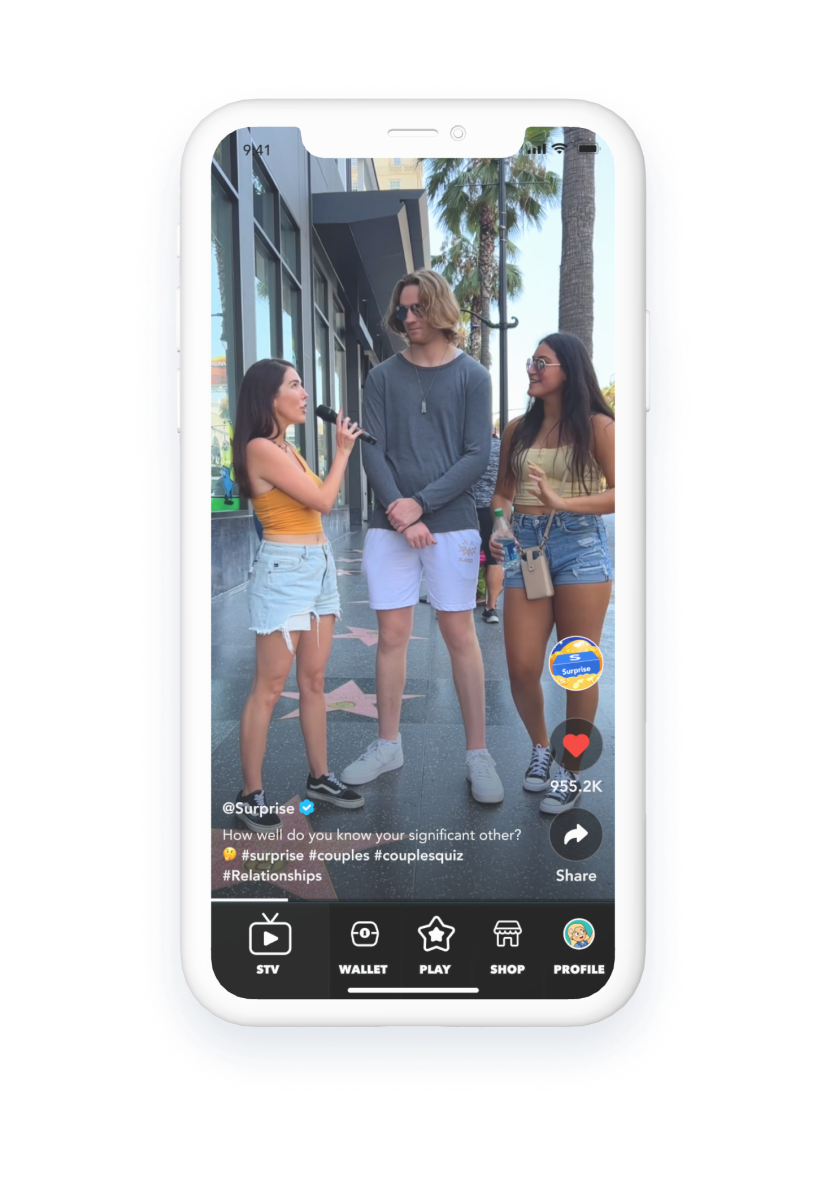 9:41
S
Surprise
955.2K
@Surprise
How well do you know your significant other?
🤔 #surprise #couples #couplesquiz
#Relationships
Share
STV
WALLET
PLAY
SHOP
PROFILE